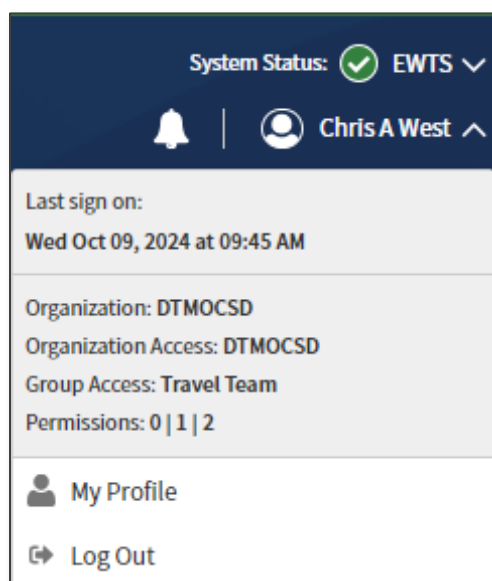 System Status: EWTS
Chris A West
Last sign on:
Wed Oct 09, 2024 at 09:45 AM
Organization: DTMOCSD
Organization Access: DTMOCSD
Group Access: Travel Team
Permissions: 0 | 1 | 2
My Profile
Log Out